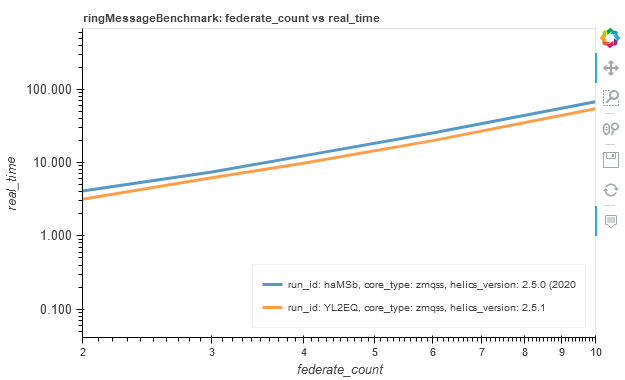 ringMessageBenchmark: federate_count vs real_time
100.000
10.000
1.000
0.100
real_time
run_id: haMSb, core_type: zmqss, helics_version: 2.5.0 (2020
run_id: YL2EQ, core_type: zmqss, helics_version: 2.5.1
2
3
4
5
6
7
8
9
10
federate_count